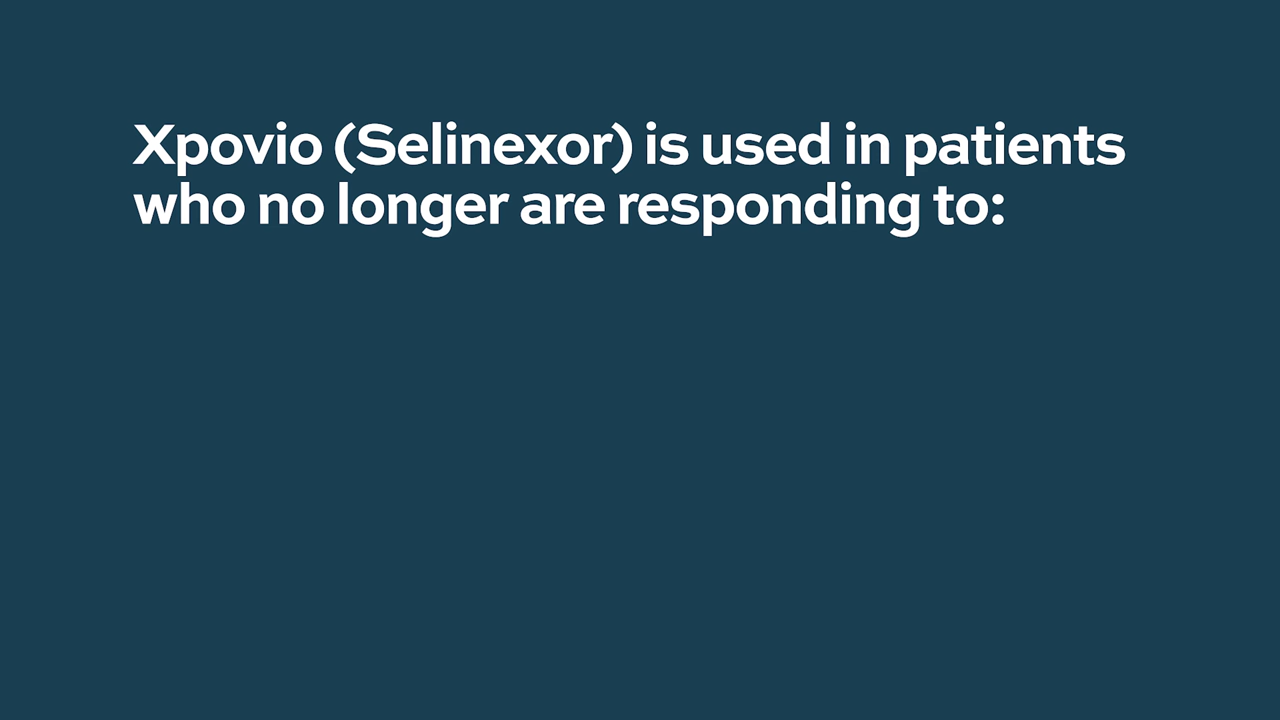 Xpovio (Selinexor) is used in patients
who no longer are responding to: